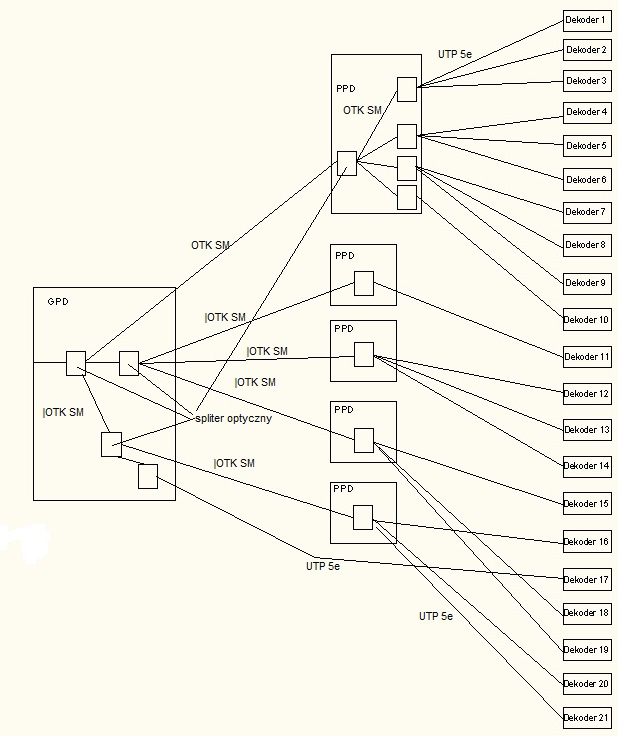 Dekoder 1
Dekoder 2
UTP 5e
Dekoder 3
PPD
OTK SM
Dekoder 4
Dekoder 5
Dekoder 6
Dekoder 7
OTK SM
Dekoder 8
PPD
Dekoder 9
GPD
|OTK SM
Dekoder 10
PPD
|OTK SM
Dekoder 11
|OTK SM
Dekoder 12
|OTK SM
PPD
spliter optyczny
Dekoder 13
|OTK SM
Dekoder 14
PPD
Dekoder 15
Dekoder 16
UTP 5e
Dekoder 17
UTP 5e
Dekoder 18
Dekoder 19
Dekoder 20
Dekoder 21